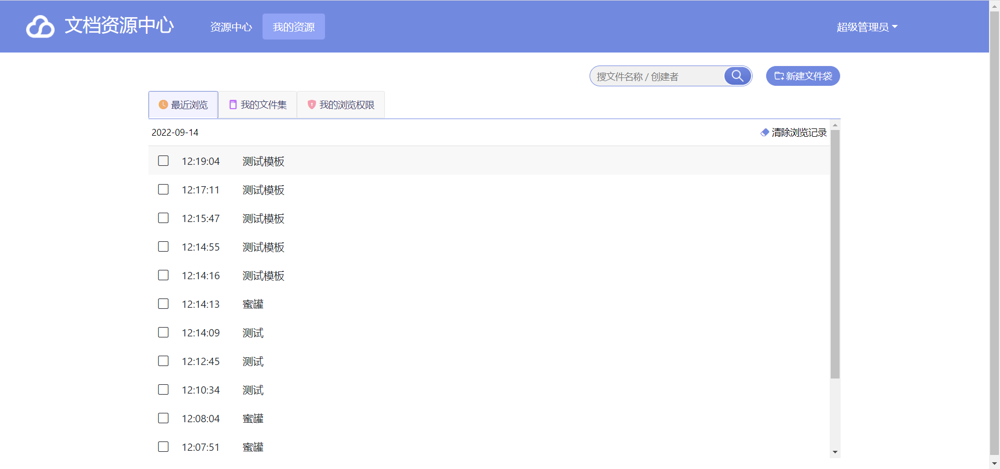 文档资源中心 资源中心 我的资源 超级管理员
搜文件名称 / 创建者 新建文件袋
最近浏览 我的文件集 我的浏览权限
2022-09-14 清除浏览记录
12:19:04 测试模板
12:17:11 测试模板
12:15:47 测试模板
12:14:55 测试模板
12:14:16 测试模板
12:14:13 蜜罐
12:14:09 测试
12:12:45 测试
12:10:34 测试
12:08:04 蜜罐
12:07:51 蜜罐